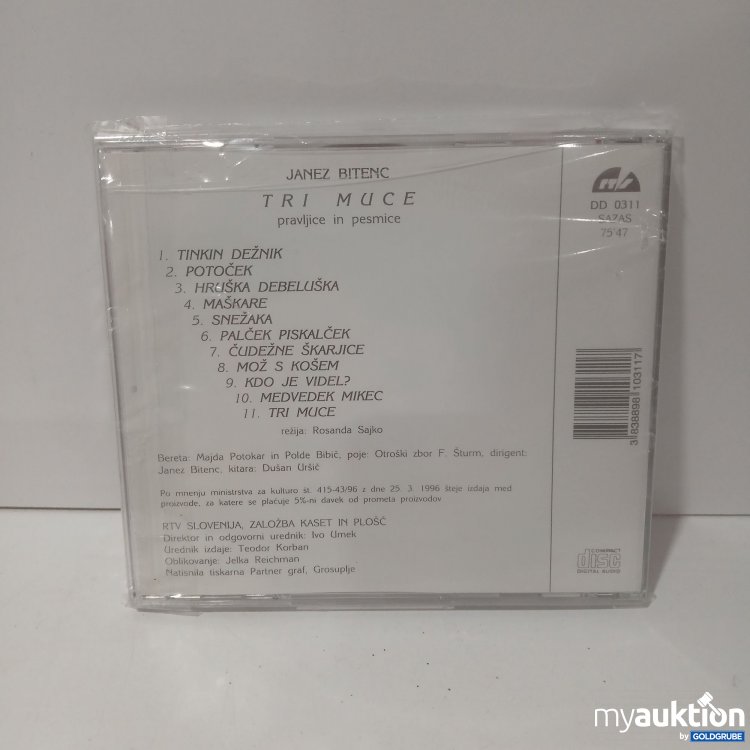 JANEZ BITENC
TRI MUCE
pravljice in pesmice
1. TINKIN DEŽNIK
2. POTOČEK
3. HRUŠKA DEBELUŠKA
4. MAŠKARE
5. SNEŽAKA
6. PALČEK PISKALČEK
7. ČUDEŽNE ŠKARJICE
8. MOŽ S KOŠEM
9. KDO JE VIDEL?
10. MEDVEDEK MIKEC
11. TRI MUCE
režija: Rosanda Sajko
Bereta: Majda Potokar in Polde Bibič, poje: Otroški zbor F. Šturm, dirigent:
Janez Bitenc, kitara: Dušan Uršič
Po mnenju ministrstva za kulturo št. 415-43/96 z dne 25. 3. 1996 šteje izdaja med
proizvode, za katere se plačuje 5%-ni davek od prometa proizvodov
RTV SLOVENIJA, ZALOŽBA KASET IN PLOŠČ
Direktor in odgovorni urednik: Ivo Umek
Urednik izdaje: Teodor Korban
Oblikovanje: Jelka Reichman
Natisnila tiskarna Partner graf, Grosuplje
DD 0311
SAZAS
75'47
3 838898 103117
COMPACT
disc
DIGITAL AUDIO
myauktion
by GOLDGRUBE